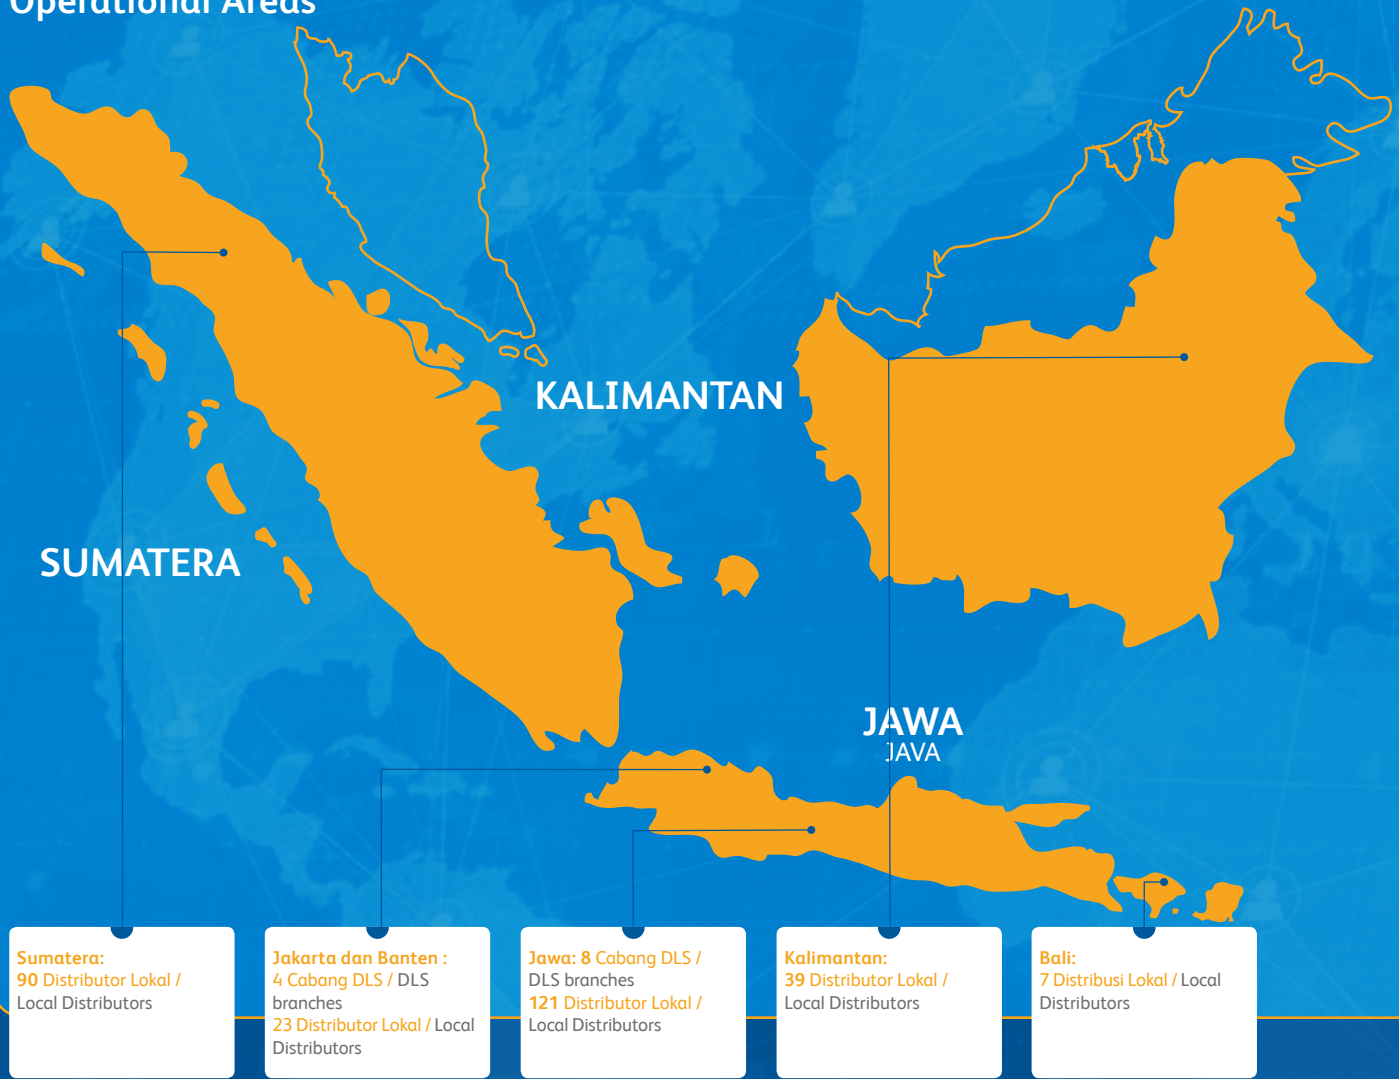 Operational Areas
KALIMANTAN
SUMATERA
JAWA
JAVA
Sumatera:
90 Distributor Lokal /
Local Distributors
Jakarta dan Banten :
4 Cabang DLS / DLS
branches
23 Distributor Lokal / Local
Distributors
Jawa: 8 Cabang DLS /
DLS branches
121 Distributor Lokal /
Local Distributors
Kalimantan:
39 Distributor Lokal /
Local Distributors
Bali:
7 Distribusi Lokal / Local
Distributors